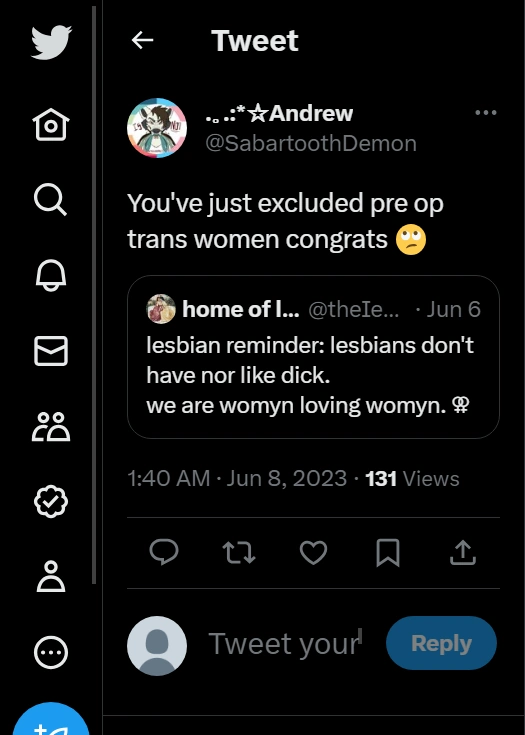 Tweet
.｡.:*☆Andrew
@SabartoothDemon
You've just excluded pre op
trans women congrats 🙄
home of l... @theIe... · Jun 6
lesbian reminder: lesbians don't
have nor like dick.
we are womyn loving womyn. ⚢
1:40 AM · Jun 8, 2023 · 131 Views
Tweet your
Reply